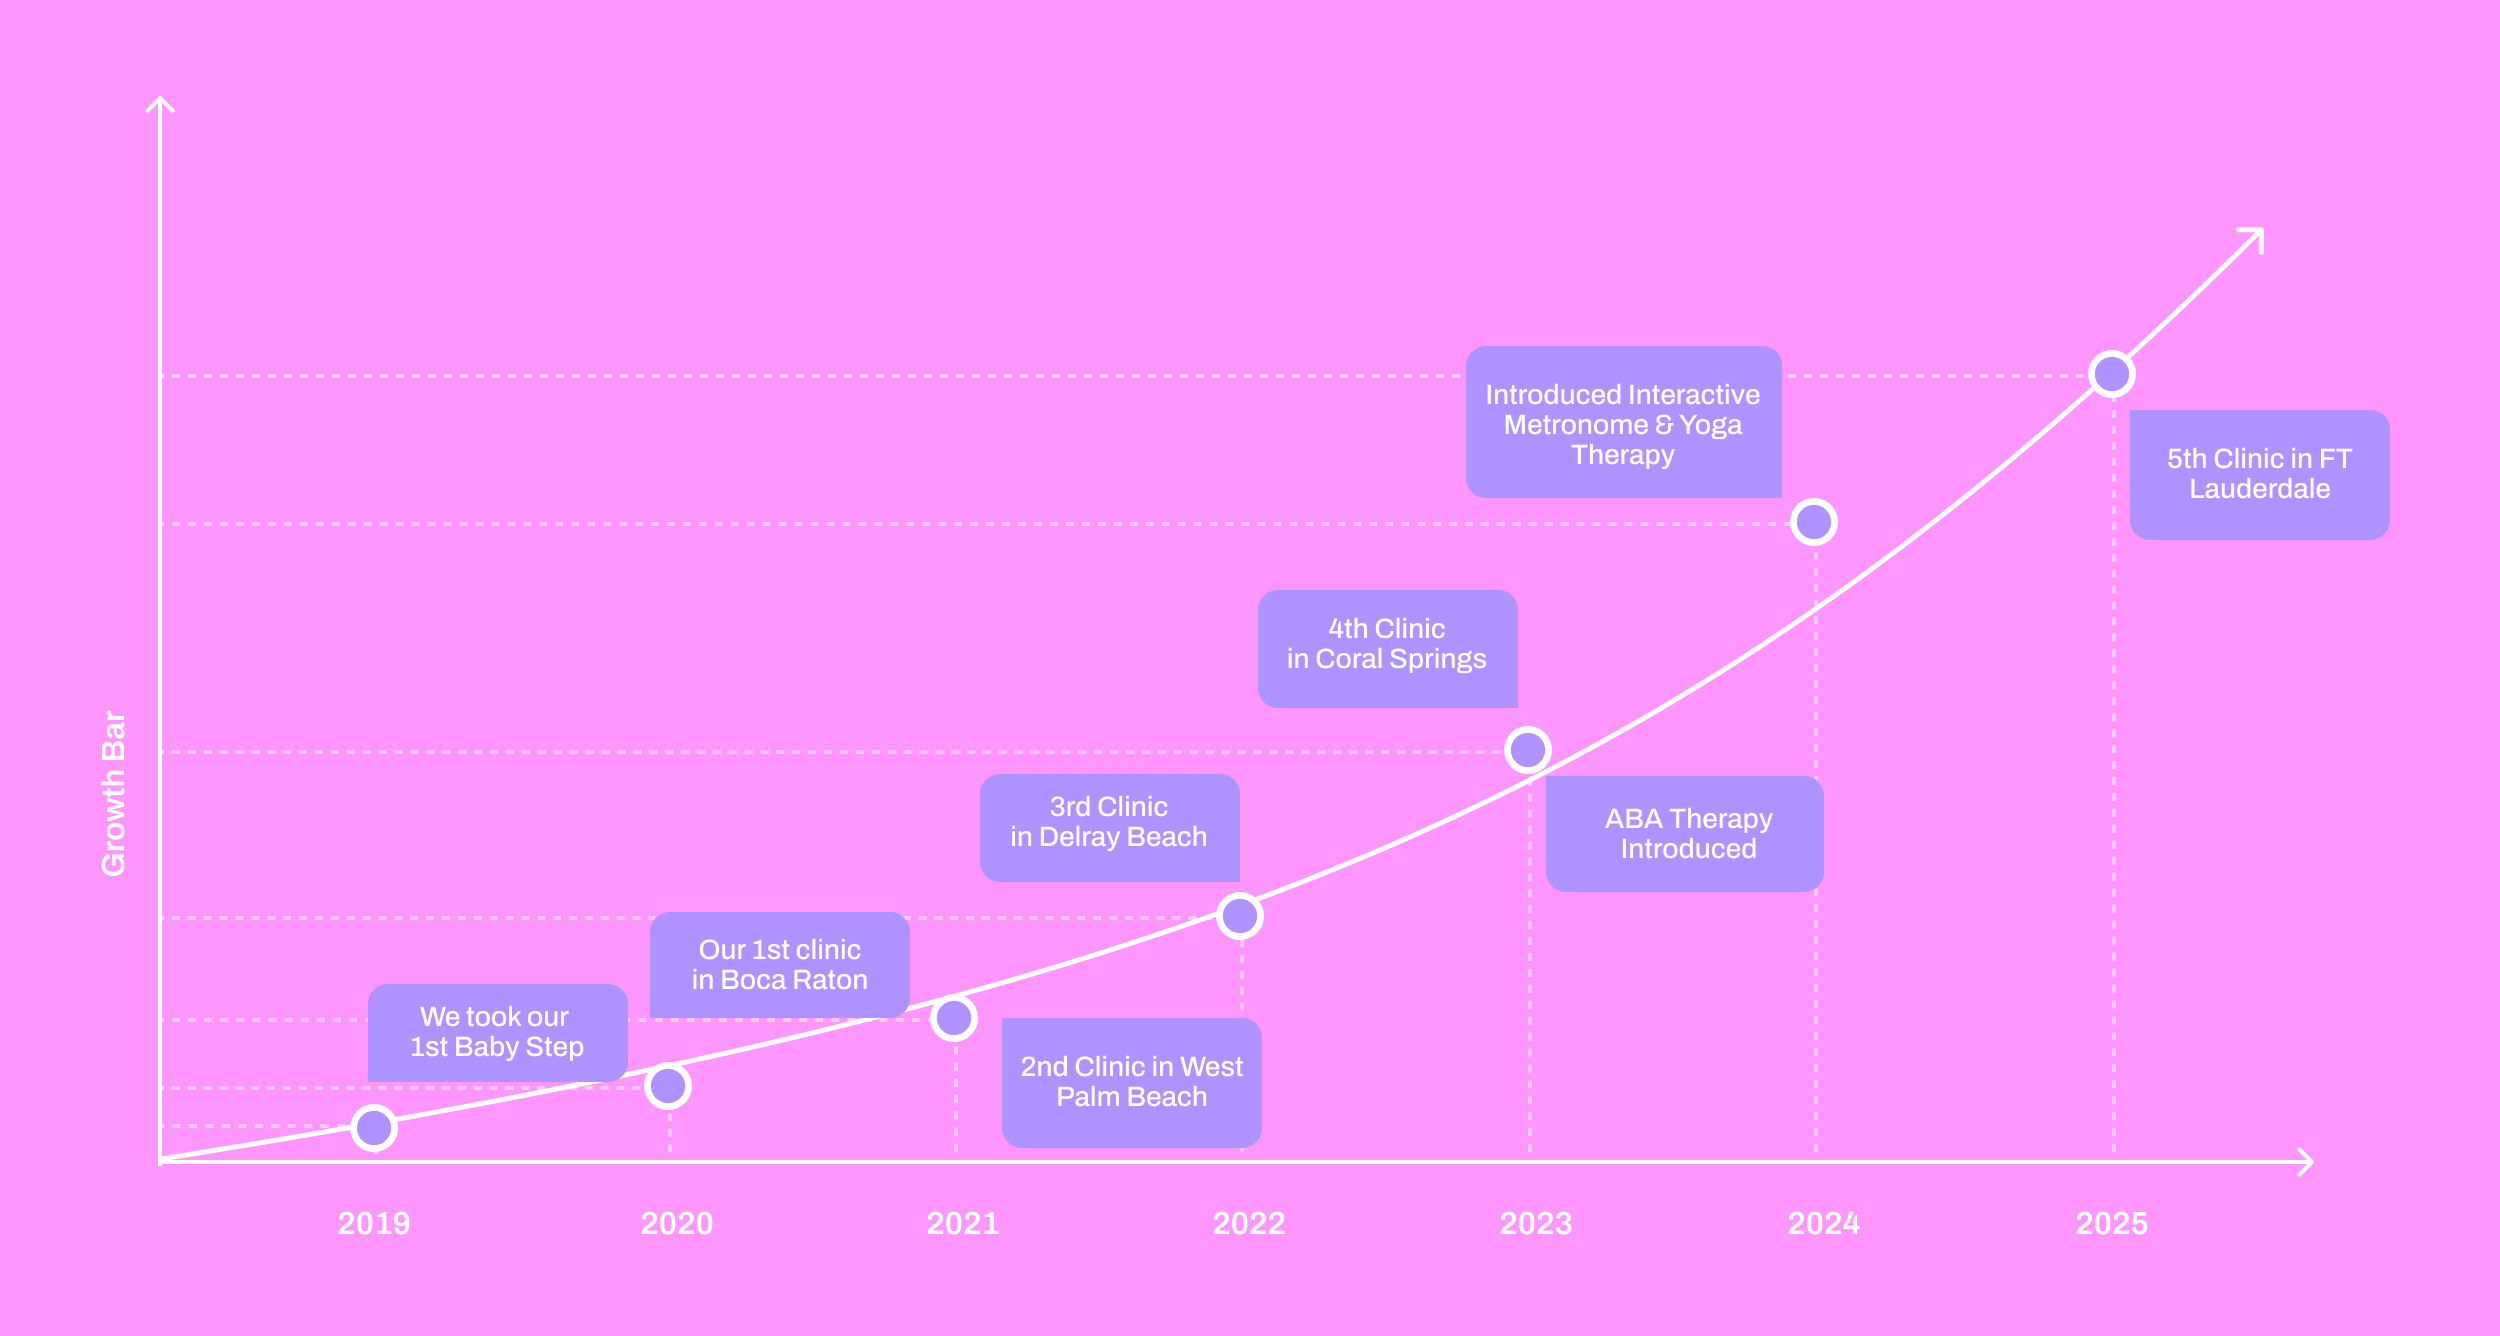 Growth Bar
Introduced Interactive
Metronome & Yoga
Therapy
5th Clinic in FT
Lauderdale
4th Clinic
in Coral Springs
3rd Clinic
in Delray Beach
ABA Therapy
Introduced
Our 1st clinic
in Boca Raton
We took our
1st Baby Step
2nd Clinic in West
Palm Beach
2019
2020
2021
2022
2023
2024
2025